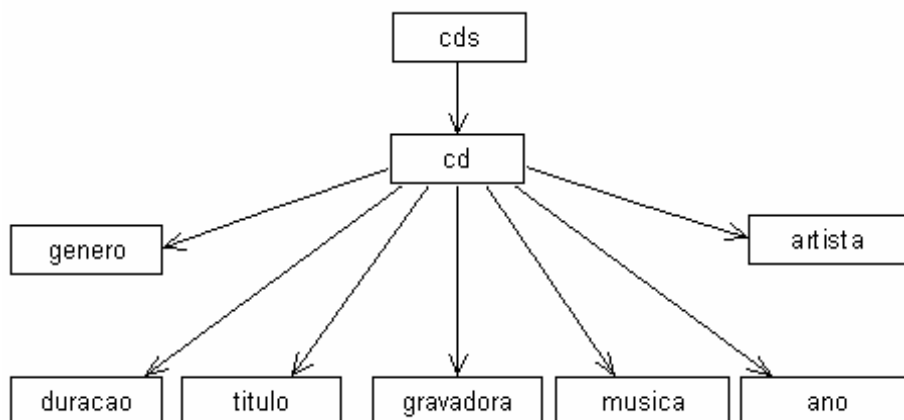 cds
cd
genero
artista
duracao
titulo
gravadora
musica
ano